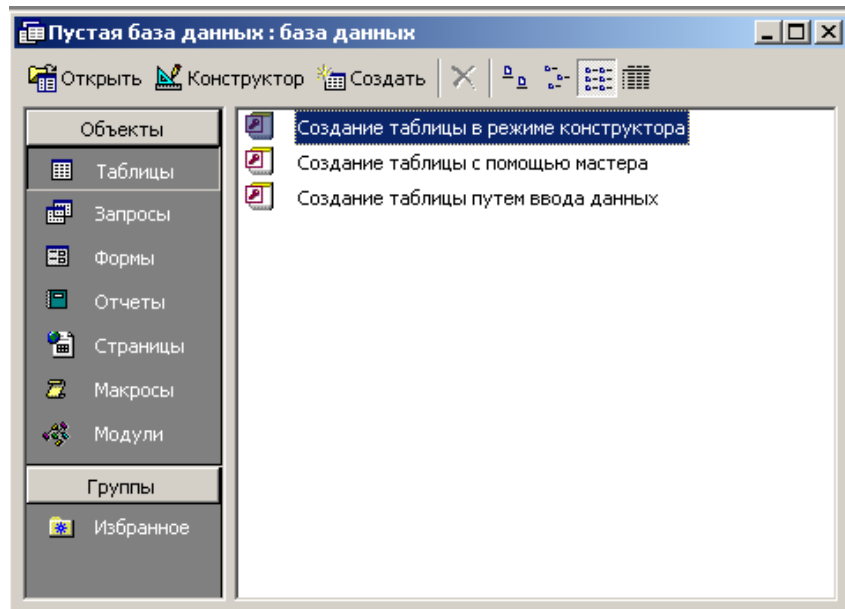 Пустая база данных : база данных
Открыть Конструктор Создать
Объекты
Таблицы
Запросы
Формы
Отчеты
Страницы
Макросы
Модули
Группы
Избранное
Создание таблицы в режиме конструктора
Создание таблицы с помощью мастера
Создание таблицы путем ввода данных